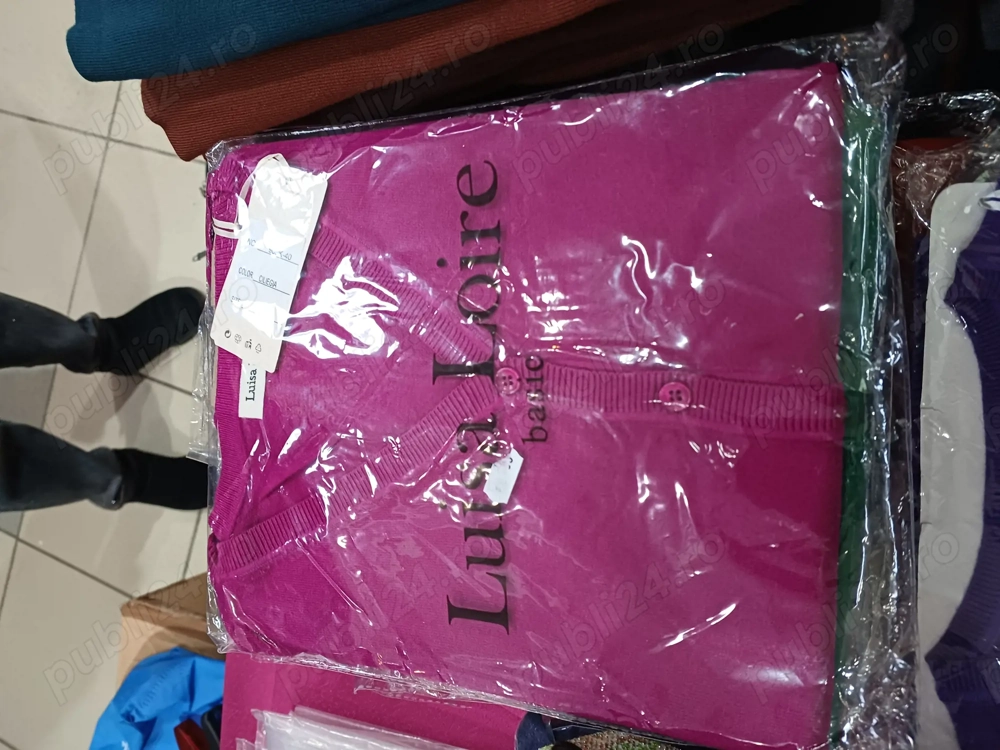 Luisa Loire
basic
COLOR CILIEGIA
Luisa
publi24.ro